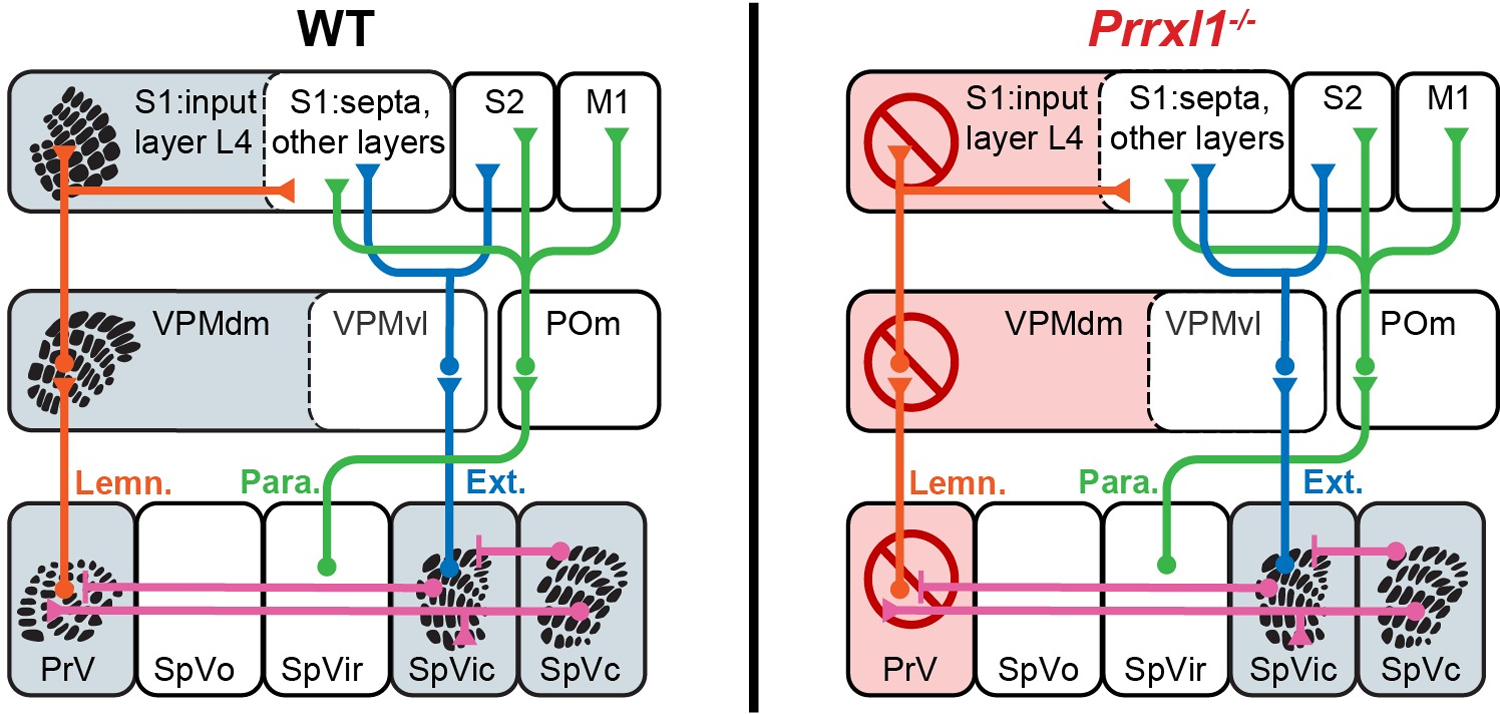 WT
S1:input
layer L4
S1:septa,
other layers
S2
M1
VPMdm
VPMvl
POm
Lemn.
Para.
Ext.
PrV
SpVo
SpVir
SpVic
SpVc
Prrxl1-/-
S1:input
layer L4
S1:septa,
other layers
S2
M1
VPMdm
VPMvl
POm
Lemn.
Para.
Ext.
PrV
SpVo
SpVir
SpVic
SpVc